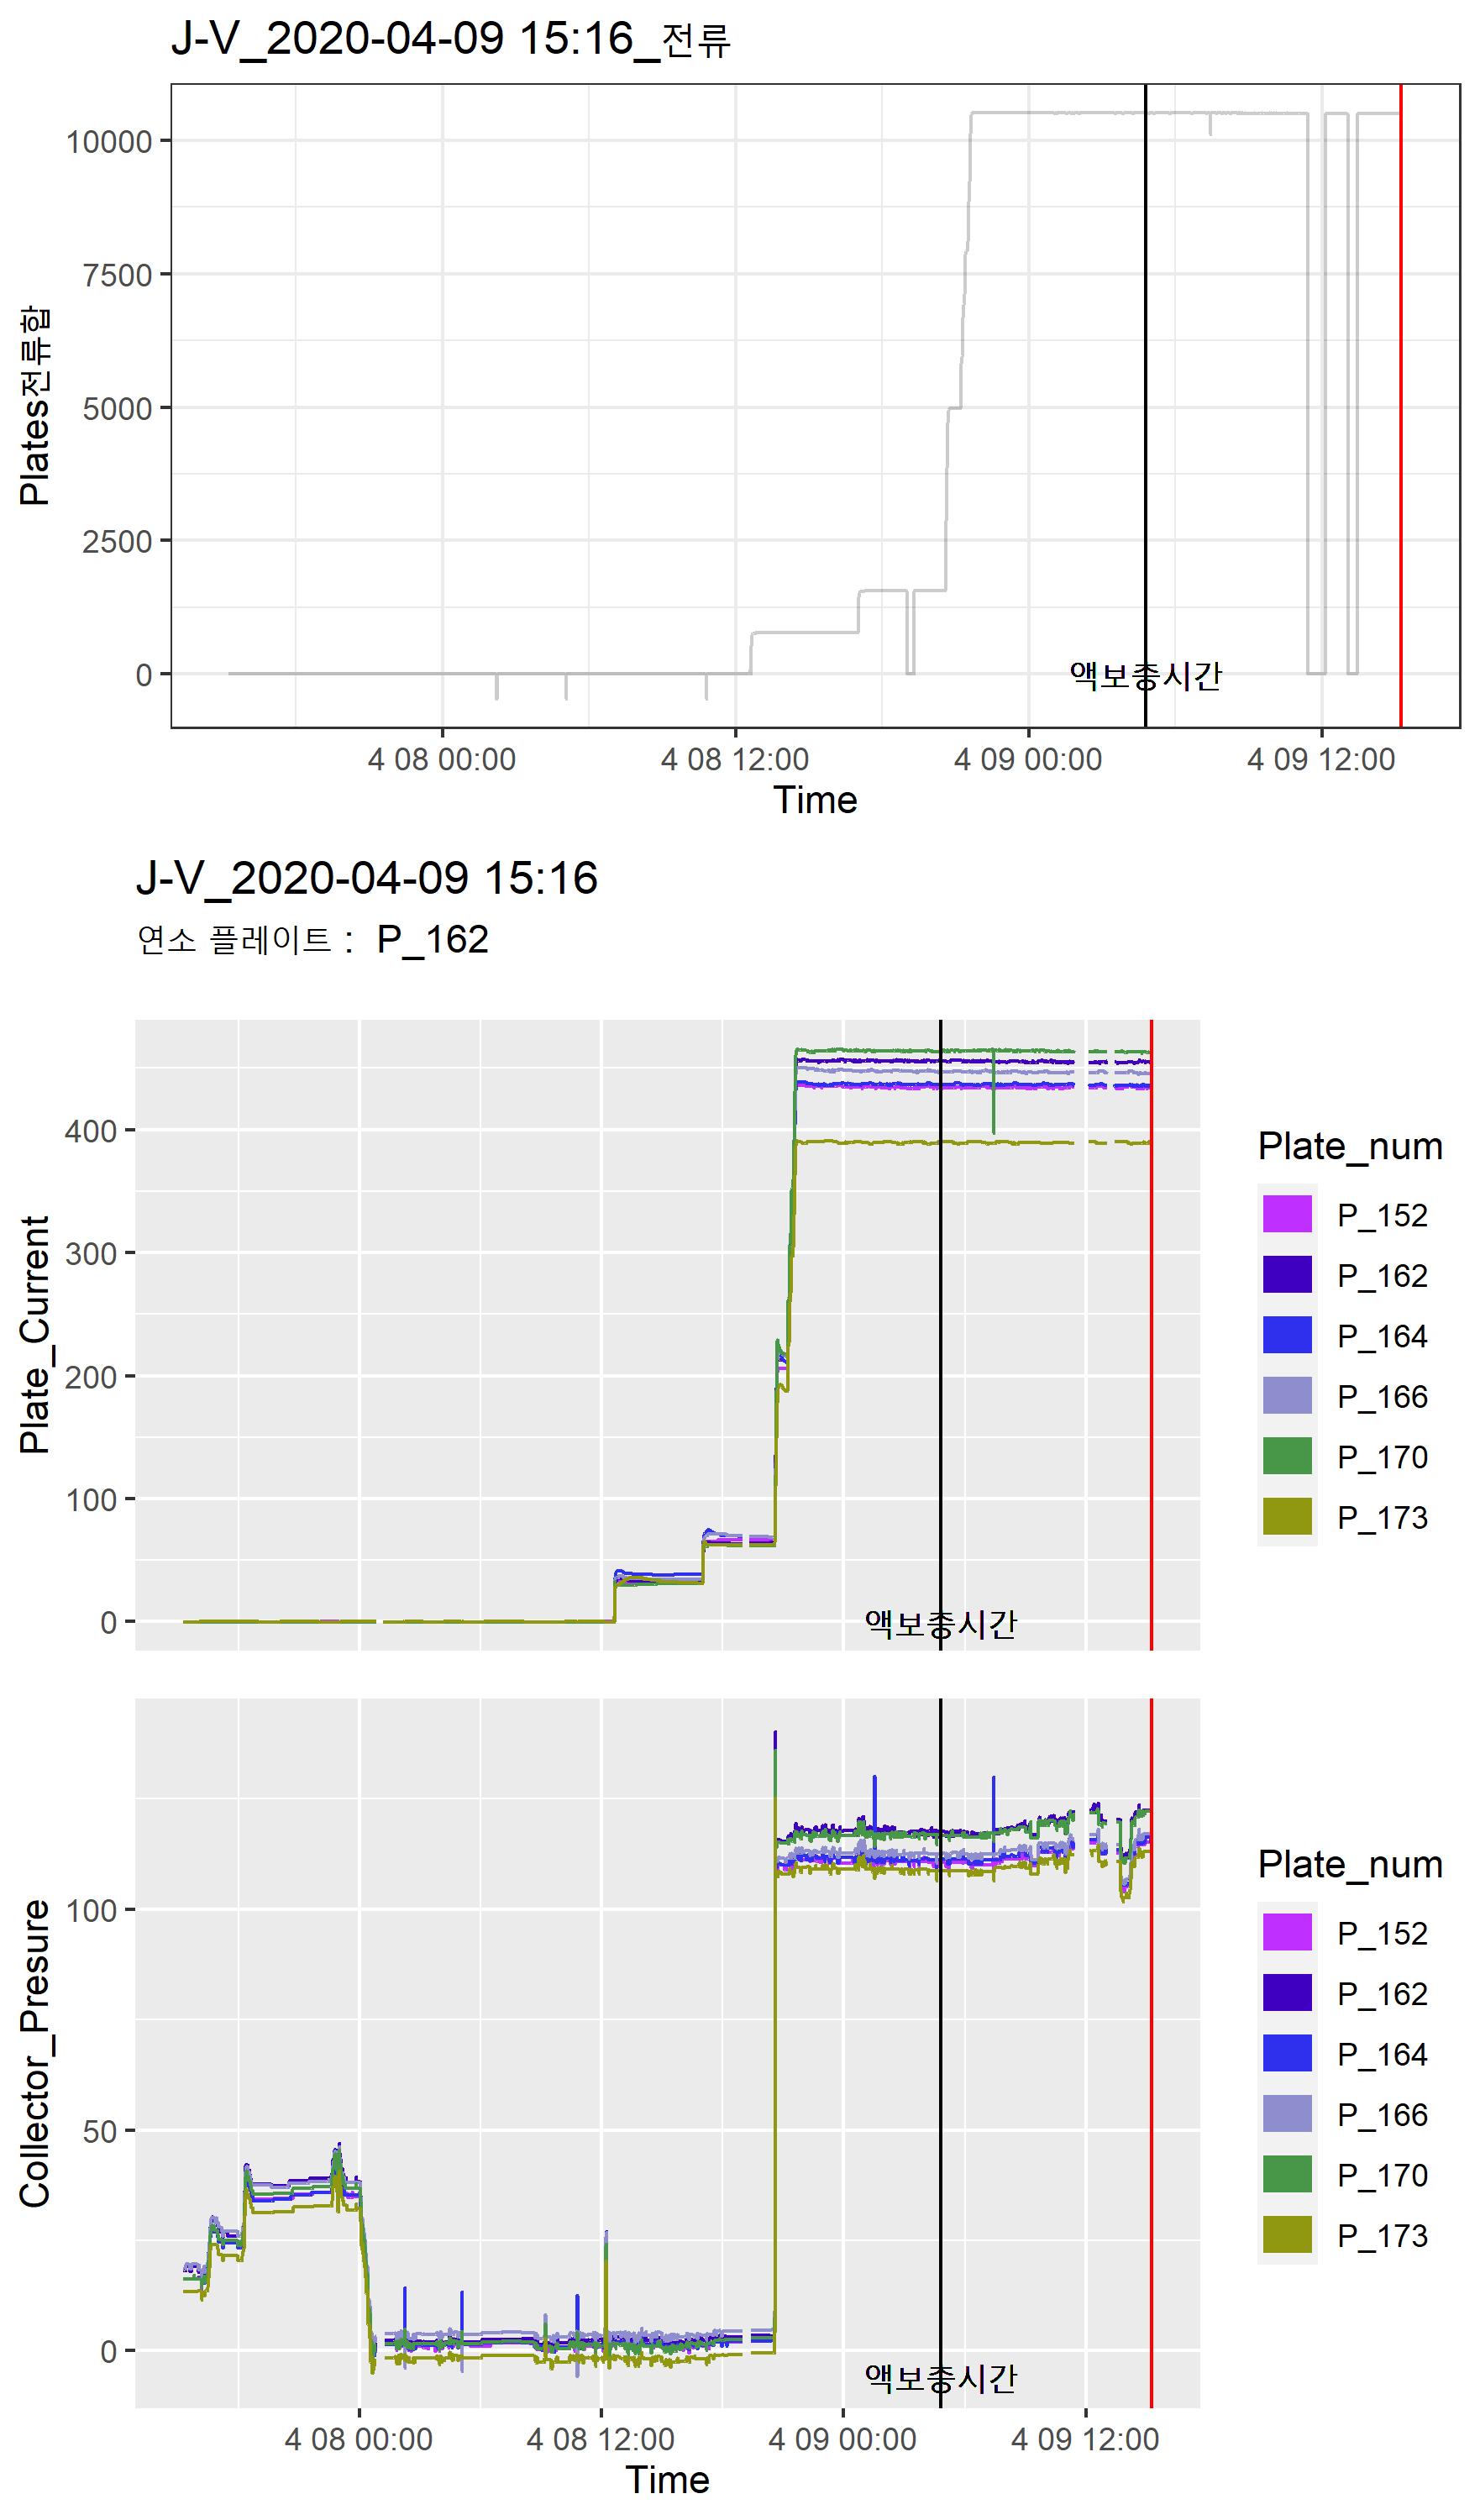 J-V_2020-04-09 15:16_전류
10000
7500
5000
2500
0
Plates전류합
액보충시간
4 08 00:00
4 08 12:00
4 09 00:00
4 09 12:00
Time
J-V_2020-04-09 15:16
연소 플레이트 : P_162
400
300
200
100
0
Plate_Current
액보충시간
Plate_num
P_152
P_162
P_164
P_166
P_170
P_173
100
50
0
Collector_Presure
액보충시간
4 08 00:00
4 08 12:00
4 09 00:00
4 09 12:00
Time
Plate_num
P_152
P_162
P_164
P_166
P_170
P_173